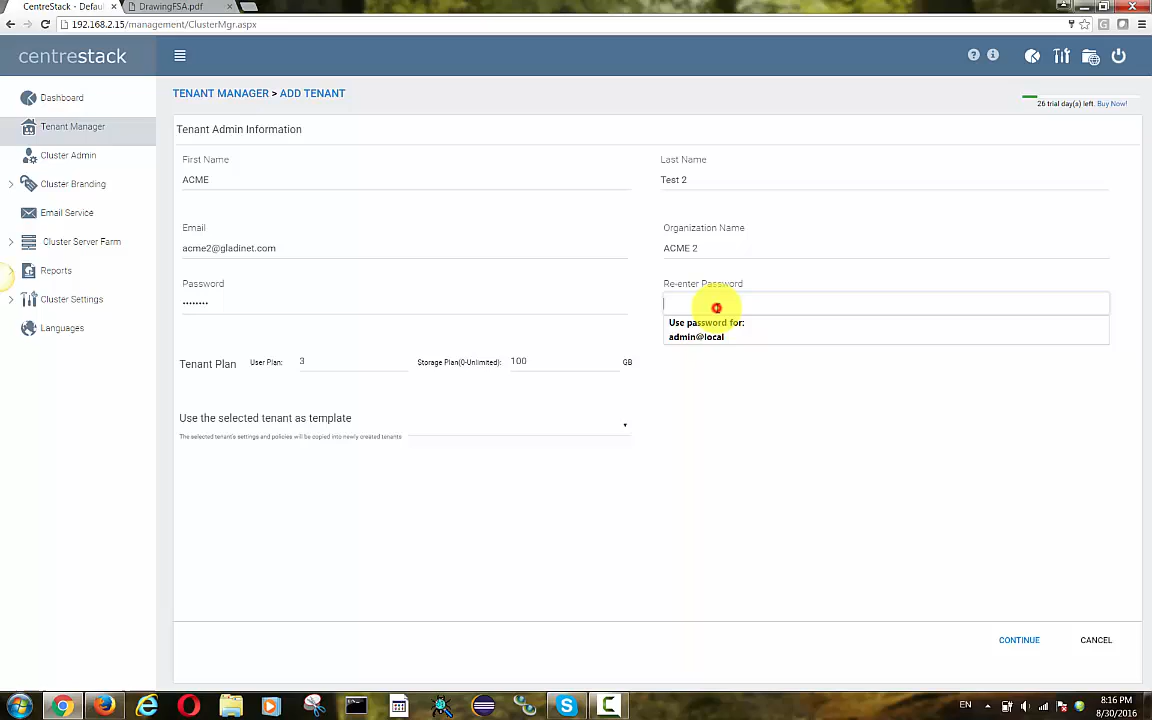 CentreStack - Defau
DrawingFSA.pdf
192.168.2.15/management/ClusterMgr.aspx
centrestack
Dashboard
Tenant Manager
Cluster Admin
Cluster Branding
Email Service
Cluster Server Farm
Reports
Cluster Settings
Languages
TENANT MANAGER > ADD TENANT
26 trial day(s) left. Buy Now!
Tenant Admin Information
First Name
Last Name
ACME
Test 2
Email
Organization Name
acme2@gladinet.com
ACME 2
Password
Re-enter Password
••••••••
Use password for:
admin@local
Tenant Plan User Plan: 3 Storage Plan(0-Unlimited): 100 GB
Use the selected tenant as template
The selected tenant's settings and policies will be copied into newly created tenants
CONTINUE CANCEL
EN
8:16 PM
8/30/2016